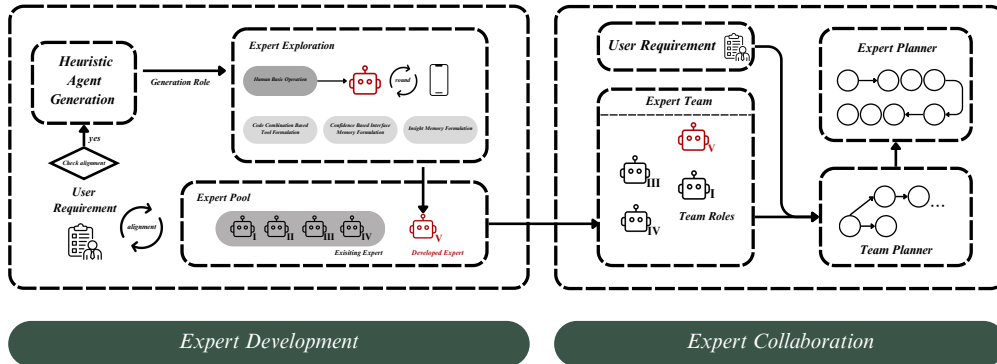 Heuristic
Agent
Generation
Generation Role
yes
Check alignment
User
Requirement
alignment
Expert Exploration
Human Basic Operation
round
Code Combination Based
Tool Formulation
Confidence Based Interface
Memory Formulation
Insight Memory Formulation
Expert Pool
I
II
III
IV
V
Exisiting Expert
Developed Expert
Expert Development
User Requirement
Expert Team
V
III
I
IV
Team Roles
Expert Planner
...
Team Planner
Expert Collaboration